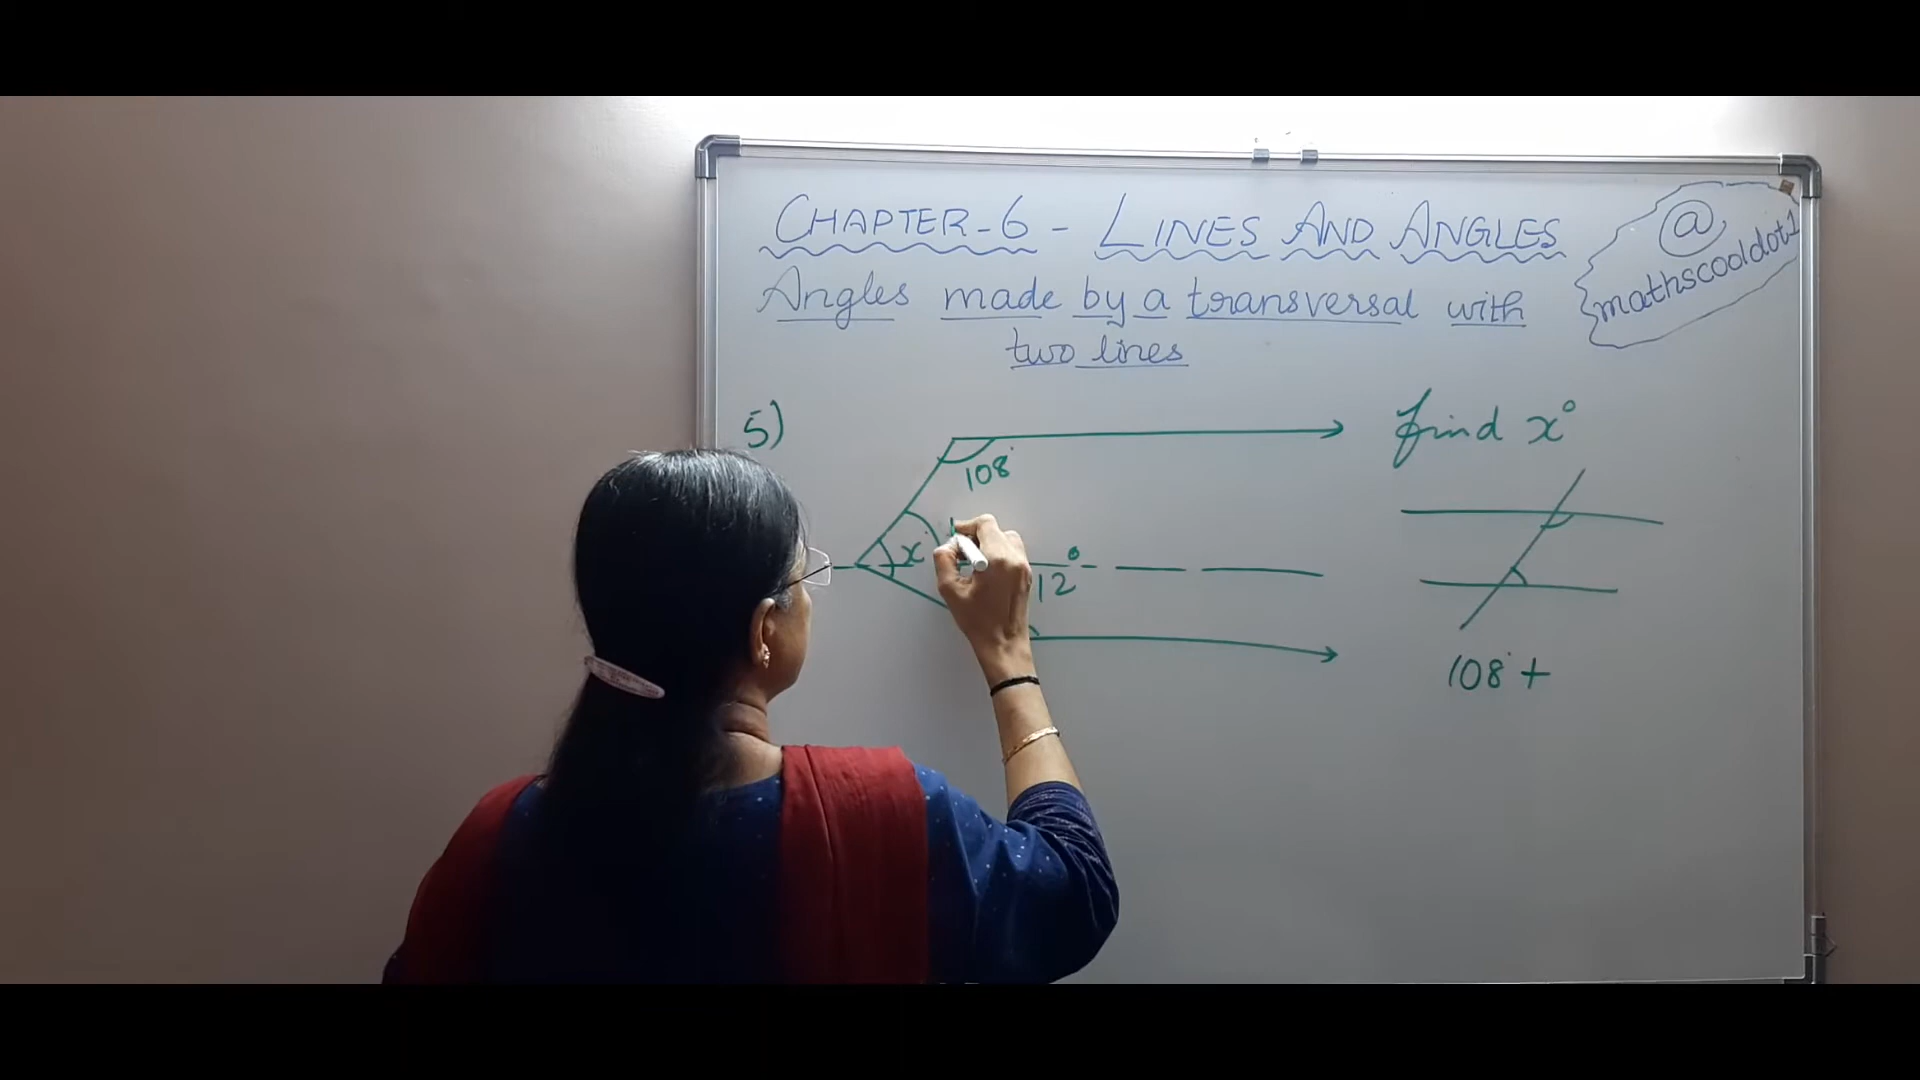 CHAPTER-6 - LINES AND ANGLES
@
mathscooldot1
Angles made by a transversal with
two lines
5)
find x°
108°
x°
12°
108° +